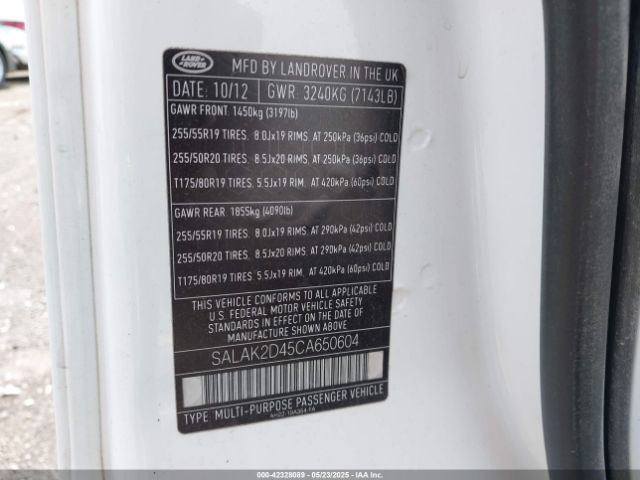 LAND ROVER
MFD BY LANDROVER IN THE UK
DATE: 10/12 GWR: 3240KG (7143LB)
GAWR FRONT: 1450kg (3197lb)
255/55R19 TIRES. 8.0Jx19 RIMS. AT 250kPa (36psi) COLD
255/50R20 TIRES. 8.5Jx20 RIMS. AT 250kPa (36psi) COLD
T175/80R19 TIRES. 5.5Jx19 RIM. AT 420kPa (60psi) COLD
GAWR REAR: 1855kg (4090lb)
255/55R19 TIRES. 8.0Jx19 RIMS. AT 290kPa (42psi) COLD
255/50R20 TIRES. 8.5Jx20 RIMS. AT 290kPa (42psi) COLD
T175/80R19 TIRES. 5.5Jx19 RIM. AT 420kPa (60psi) COLD
THIS VEHICLE CONFORMS TO ALL APPLICABLE
U.S. FEDERAL MOTOR VEHICLE SAFETY
STANDARDS IN EFFECT ON THE DATE OF
MANUFACTURE SHOWN ABOVE
SALAK2D45CA650604
TYPE: MULTI-PURPOSE PASSENGER VEHICLE
000-42328089 - 05/23/2025 - COPYRIGHT IAA, LLC